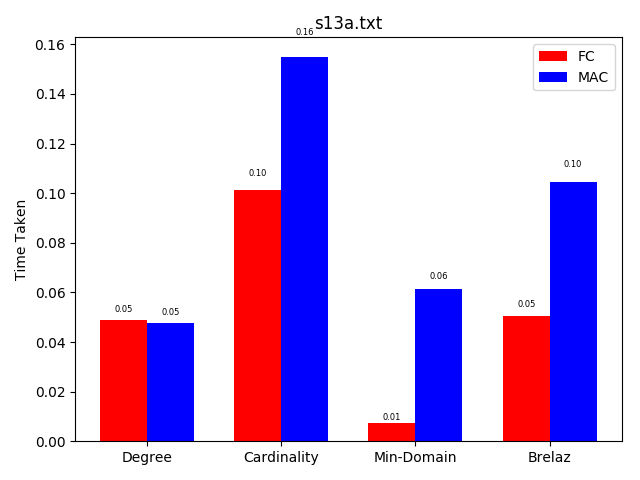 s13a.txt
0.16
FC
MAC
0.16
0.14
0.12
0.10
0.08
0.06
0.04
0.02
0.00
Time Taken
0.05
0.05
0.10
0.01
0.06
0.05
0.10
Degree
Cardinality
Min-Domain
Brelaz